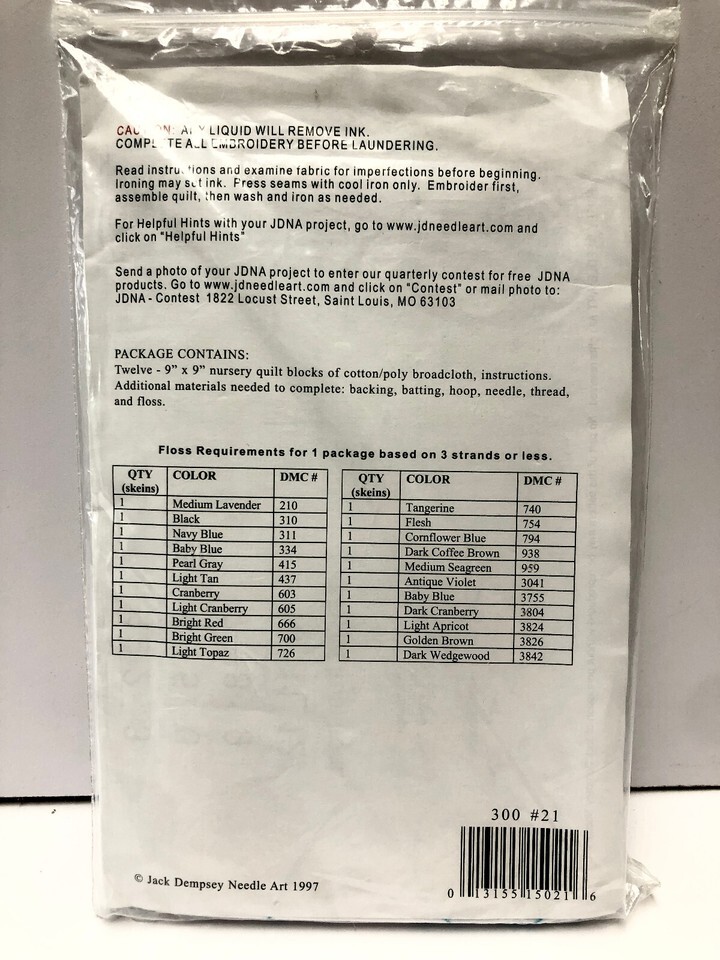 CAUTION: ANY LIQUID WILL REMOVE INK.
COMPLETE ALL EMBROIDERY BEFORE LAUNDERING.
Read instructions and examine fabric for imperfections before beginning.
Ironing may set ink. Press seams with cool iron only. Embroider first,
assemble quilt, then wash and iron as needed.
For Helpful Hints with your JDNA project, go to www.jdneedleart.com and
click on "Helpful Hints"
Send a photo of your JDNA project to enter our quarterly contest for free JDNA
products. Go to www.jdneedleart.com and click on "Contest" or mail photo to:
JDNA - Contest 1822 Locust Street, Saint Louis, MO 63103
PACKAGE CONTAINS:
Twelve - 9" x 9" nursery quilt blocks of cotton/poly broadcloth, instructions.
Additional materials needed to complete: backing, batting, hoop, needle, thread,
and floss.
Floss Requirements for 1 package based on 3 strands or less.
QTY (skeins) COLOR DMC #
1 Medium Lavender 210
1 Black 310
1 Navy Blue 311
1 Baby Blue 334
1 Pearl Gray 415
1 Light Tan 437
1 Cranberry 603
1 Light Cranberry 605
1 Bright Red 666
1 Bright Green 700
1 Light Topaz 726
QTY (skeins) COLOR DMC #
1 Tangerine 740
1 Flesh 754
1 Cornflower Blue 794
1 Dark Coffee Brown 938
1 Medium Seagreen 959
1 Antique Violet 3041
1 Baby Blue 3755
1 Dark Cranberry 3804
1 Light Apricot 3824
1 Golden Brown 3826
1 Dark Wedgewood 3842
300 #21
0 13155 15021 6
© Jack Dempsey Needle Art 1997